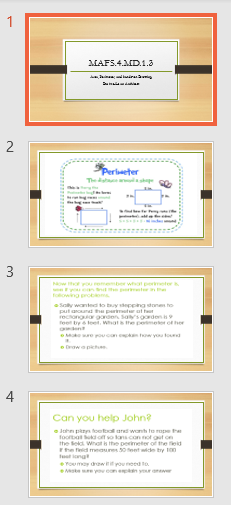 1
MAFS.4.MD.1.3
Area, Perimeter, and
2
Perimeter
The distance around a shape
3
Now that you remember what perimeter is,
see if you can find the perimeter in the
following problems.
Sally wanted to buy stepping stones to
put around the perimeter of her
rectangular garden. Sally's garden is 9
feet by 6 feet. What is the perimeter of her
garden?
Make sure you can explain how you found
it.
Draw a picture.
4
Can you help John?
John plays football and wants to rope the
football field off so fans can not get on
the field. What is the perimeter of the field
if the field measures 50 feet wide by 100
feet long?
You may draw it if you need to.
Make sure you can explain your answer